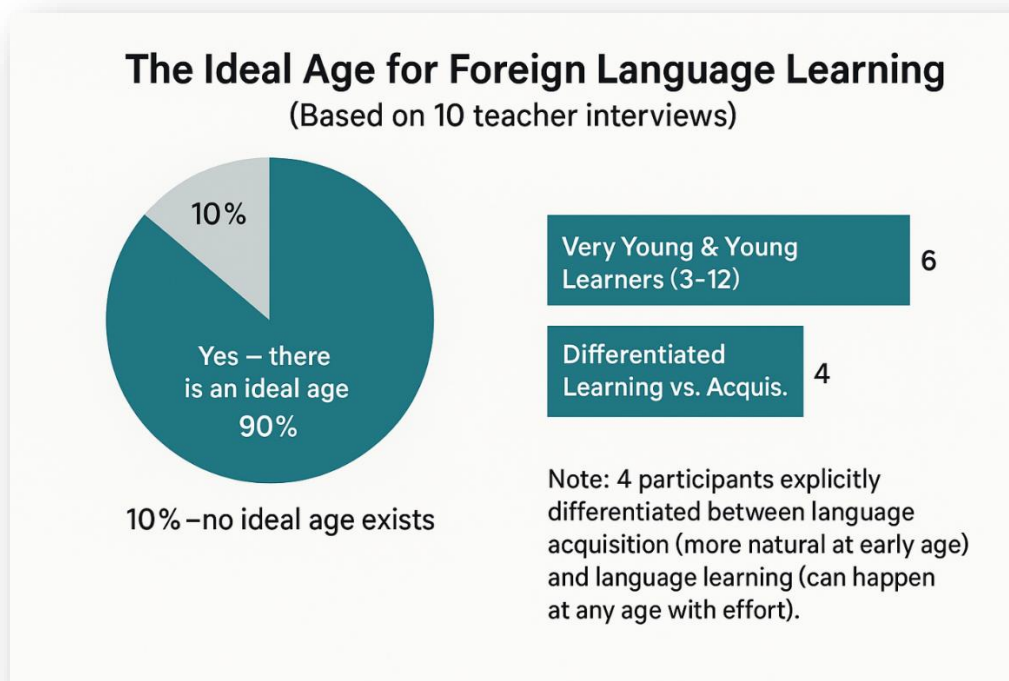 The Ideal Age for Foreign Language Learning
(Based on 10 teacher interviews)
10%
Yes – there
is an ideal age
90%
10% –no ideal age exists
Very Young & Young
Learners (3-12)
6
Differentiated
Learning vs. Acquis.
4
Note: 4 participants explicitly
differentiated between language
acquisition (more natural at early age)
and language learning (can happen
at any age with effort).